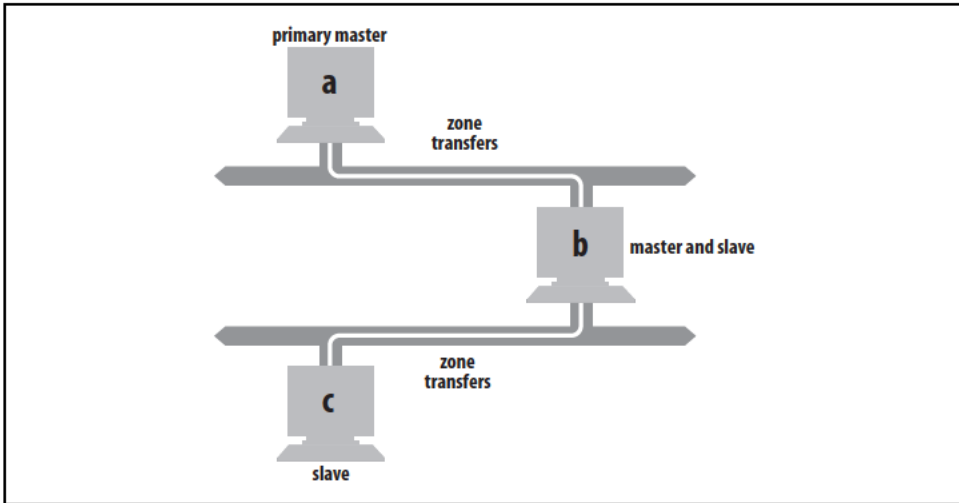 primary master
a
zone
transfers
b
master and slave
zone
transfers
c
slave